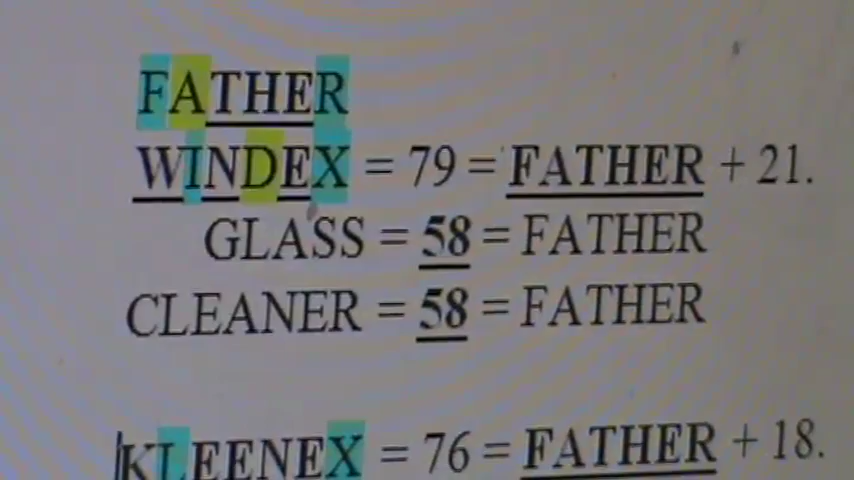 FATHER
WINDEX = 79 = FATHER + 21.
GLASS = 58 = FATHER
CLEANER = 58 = FATHER
KLEENEX = 76 = FATHER + 18.